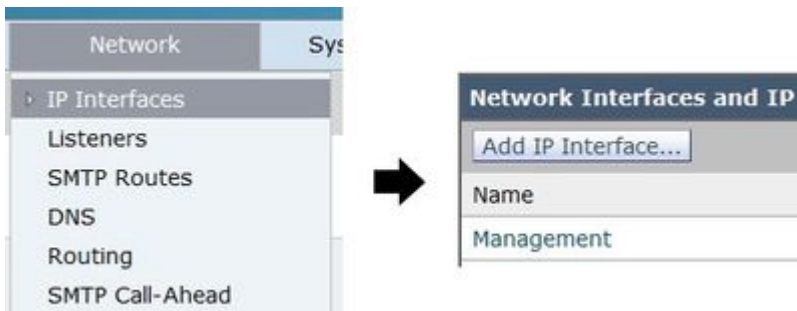 Network
Sys
IP Interfaces
Listeners
SMTP Routes
DNS
Routing
SMTP Call-Ahead
Network Interfaces and IP
Add IP Interface...
Name
Management